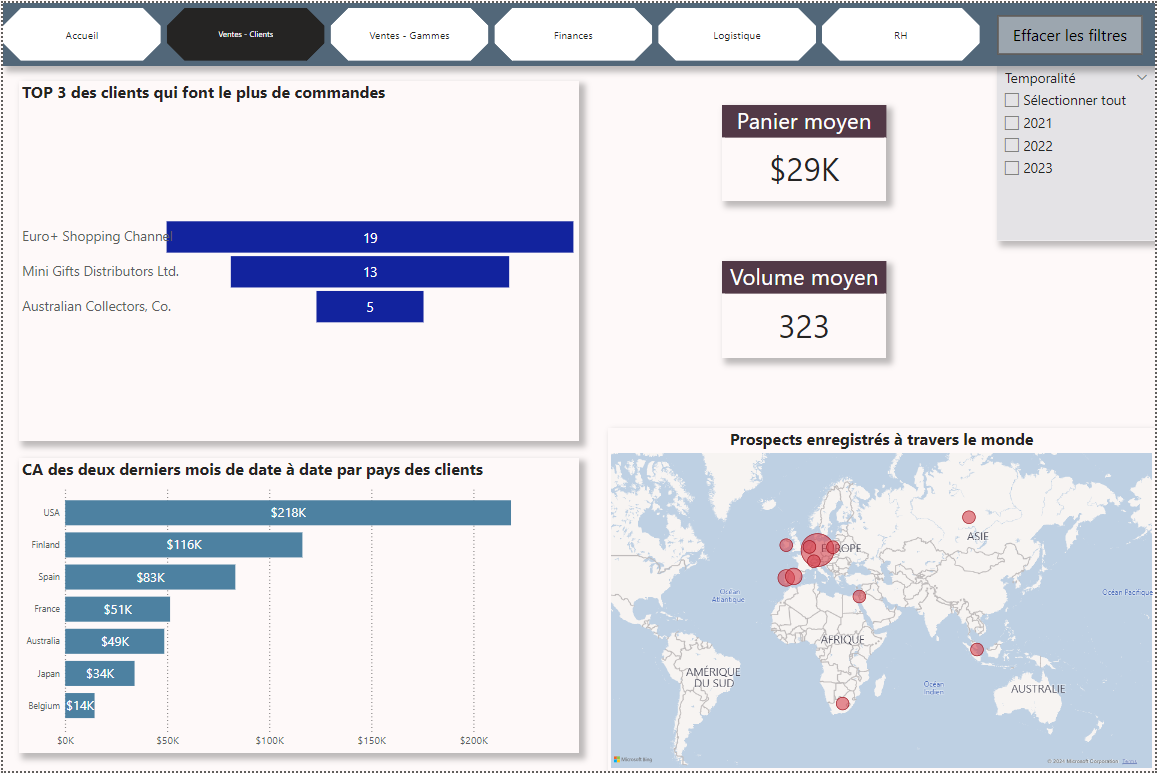 Accueil
Ventes - Clients
Ventes - Gammes
Finances
Logistique
RH
Effacer les filtres
Temporalité
Sélectionner tout
2021
2022
2023
TOP 3 des clients qui font le plus de commandes
Euro+ Shopping Channel
19
Mini Gifts Distributors Ltd.
13
Australian Collectors, Co.
5
Panier moyen
$29K
Volume moyen
323
CA des deux derniers mois de date à date par pays des clients
USA
$218K
Finland
$116K
Spain
$83K
France
$51K
Australia
$49K
Japan
$34K
Belgium
$14K
$0K
$50K
$100K
$150K
$200K
Prospects enregistrés à travers le monde
EUROPE
ASIE
Océan
Atlantique
Océan Pacifique
AFRIQUE
AMÉRIQUE
DU SUD
Océan
Indien
AUSTRALIE
Microsoft Bing
© 2024 Microsoft Corporation Terms